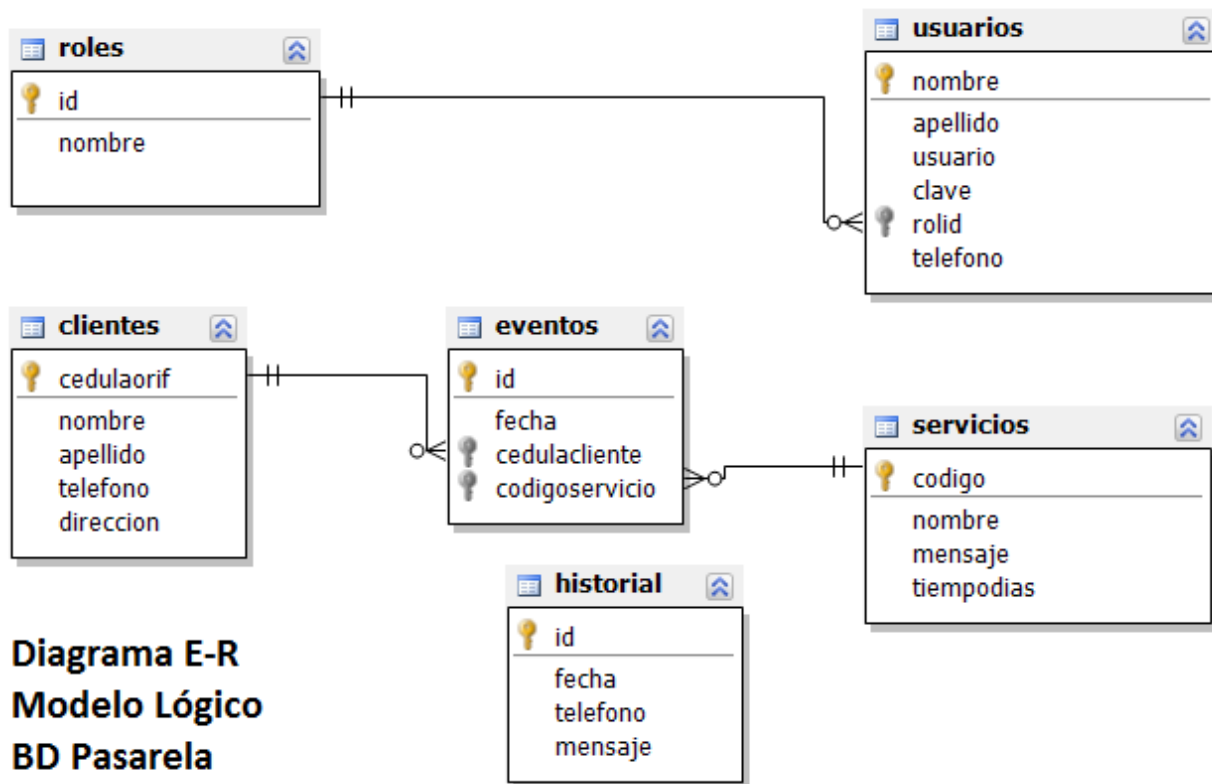 roles
id
nombre
usuarios
nombre
apellido
usuario
clave
rolid
telefono
clientes
cedulaorif
nombre
apellido
telefono
direccion
eventos
id
fecha
cedulacliente
codigoservicio
servicios
codigo
nombre
mensaje
tiempodias
historial
id
fecha
telefono
mensaje
Diagrama E-R
Modelo Lógico
BD Pasarela